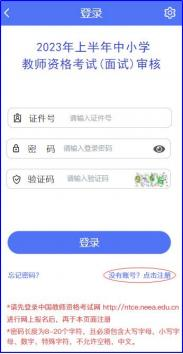 登录
2023年上半年中小学
教师资格考试(面试)审核
证件号 请输入证件号
密 码 请输入登录密码
验证码 请输入验证码
登录
忘记密码? 没有账号? 点击注册
*请先登录中国教师资格考试网 http://ntce.neea.edu.cn
进行网上报名后，再于本页面注册
*密码长度为8-20个字符，且必须包含大写字母、小写字
母、数字、特殊字符，不允许空格、中文。